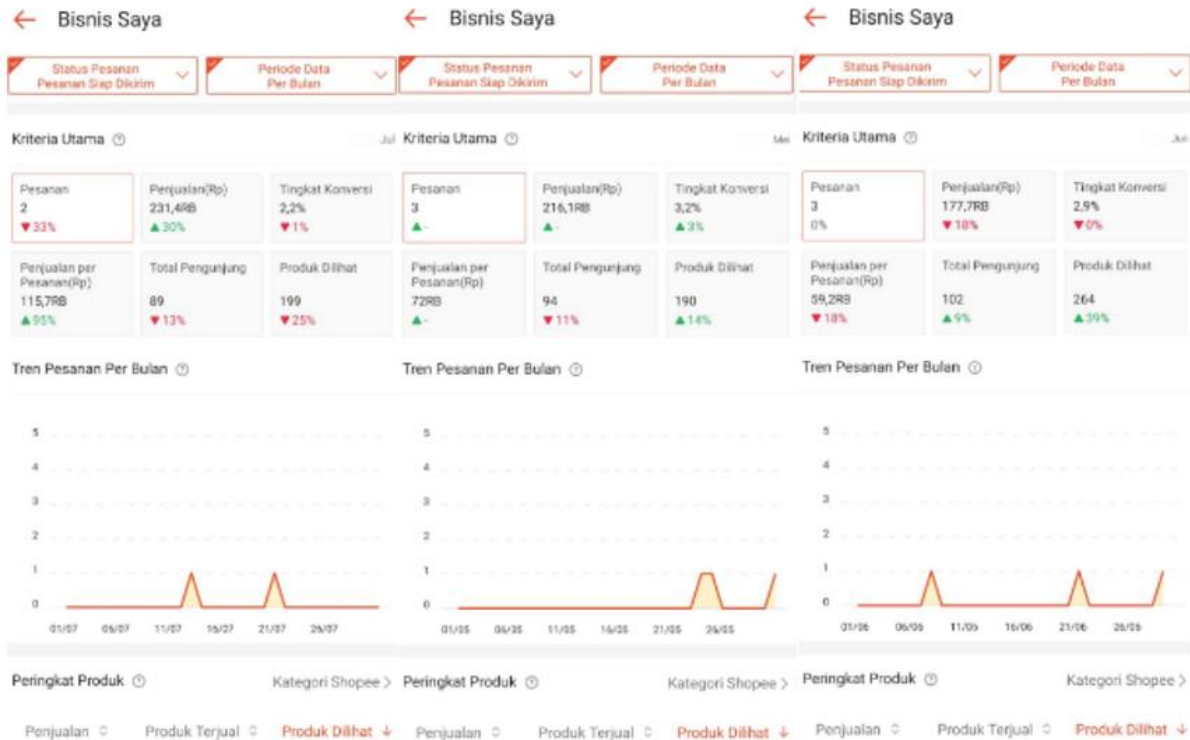 ← Bisnis Saya
Status Pesanan
Pesanan Siap Dikirim
Periode Data
Per Bulan
Kriteria Utama
Jul
Pesanan
2
▼33%
Penjualan(Rp)
231,4RB
▲30%
Tingkat Konversi
2,2%
▼1%
Penjualan per
Pesanan(Rp)
115,7RB
▲95%
Total Pengunjung
89
▼13%
Produk Dilihat
199
▼25%
Tren Pesanan Per Bulan
5
4
3
2
1
0
01/07 06/07 11/07 16/07 21/07 26/07
Peringkat Produk
Kategori Shopee >
Penjualan Produk Terjual Produk Dilihat ↓
← Bisnis Saya
Status Pesanan
Pesanan Siap Dikirim
Periode Data
Per Bulan
Kriteria Utama
Mei
Pesanan
3
▲-
Penjualan(Rp)
216,1RB
▲-
Tingkat Konversi
3,2%
▲3%
Penjualan per
Pesanan(Rp)
72RB
▲-
Total Pengunjung
94
▼11%
Produk Dilihat
190
▲14%
Tren Pesanan Per Bulan
5
4
3
2
1
0
01/05 06/05 11/05 16/05 21/05 26/05
Peringkat Produk
Kategori Shopee >
Penjualan Produk Terjual Produk Dilihat ↓
← Bisnis Saya
Status Pesanan
Pesanan Siap Dikirim
Periode Data
Per Bulan
Kriteria Utama
Jun
Pesanan
3
0%
Penjualan(Rp)
177,7RB
▼18%
Tingkat Konversi
2,9%
▼0%
Penjualan per
Pesanan(Rp)
59,2RB
▼18%
Total Pengunjung
102
▲9%
Produk Dilihat
264
▲39%
Tren Pesanan Per Bulan
5
4
3
2
1
0
01/06 06/06 11/06 16/06 21/06 26/06
Peringkat Produk
Kategori Shopee >
Penjualan Produk Terjual Produk Dilihat ↓